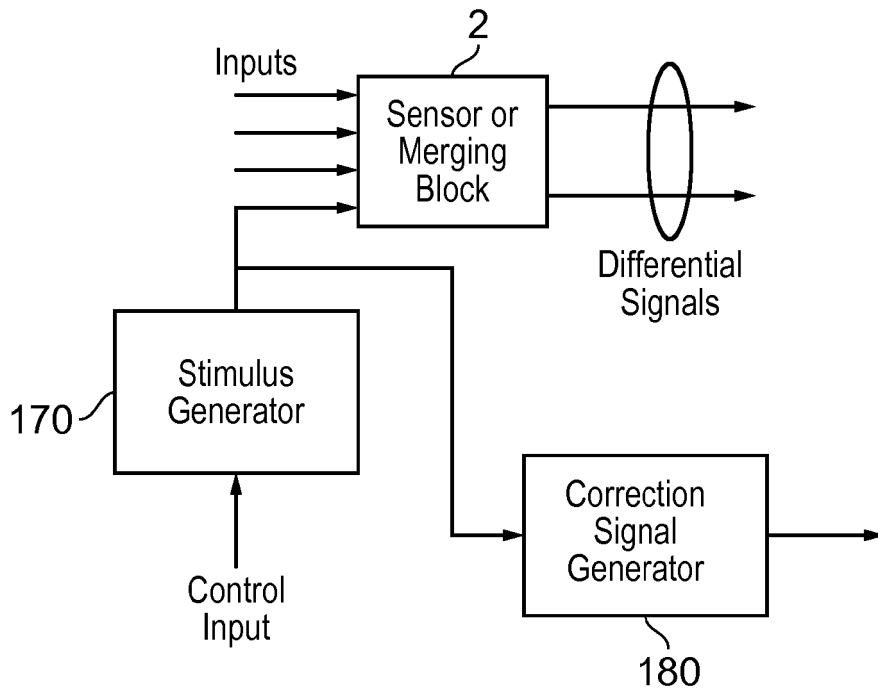 2
Inputs
Sensor or
Merging
Block
Differential
Signals
Stimulus
Generator
170
Correction
Signal
Generator
Control
Input
180